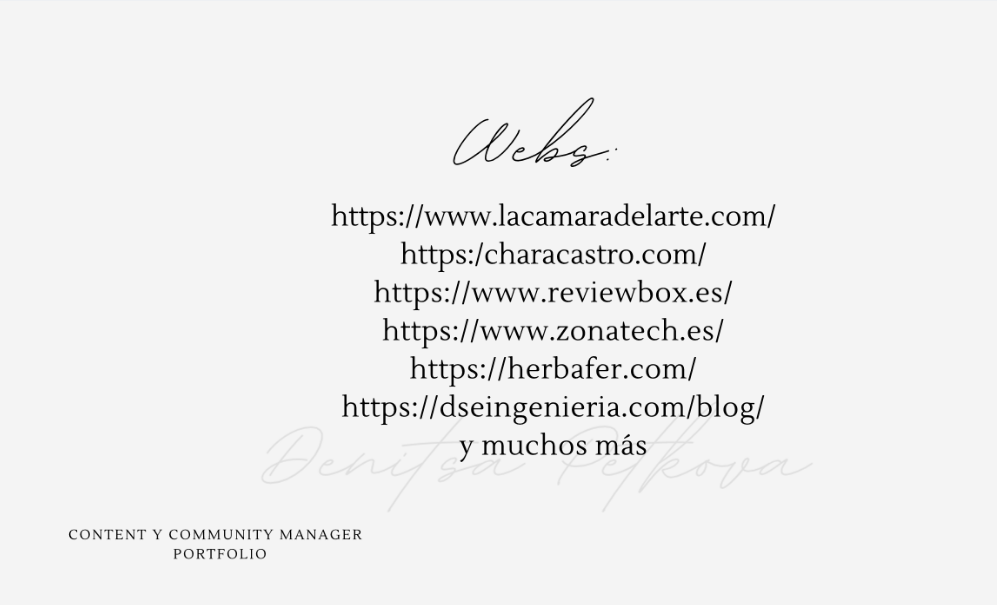 Webs:
https://www.lacamaradelarte.com/
https:/characastro.com/
https://www.reviewbox.es/
https://www.zonatech.es/
https://herbafer.com/
https://dseingenieria.com/blog/
y muchos más
Denitsa Petkova
CONTENT Y COMMUNITY MANAGER
PORTFOLIO